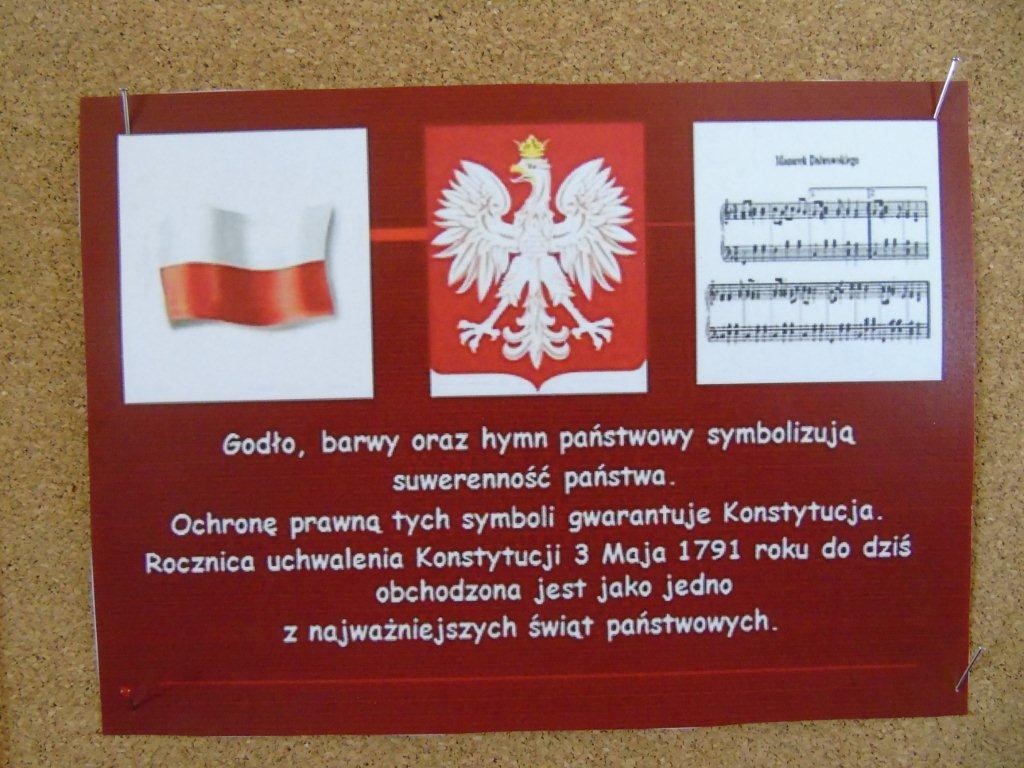 Mazurek Dąbrowskiego
Godło, barwy oraz hymn państwowy symbolizują
suwerenność państwa.
Ochronę prawną tych symboli gwarantuje Konstytucja.
Rocznica uchwalenia Konstytucji 3 Maja 1791 roku do dziś
obchodzona jest jako jedno
z najważniejszych świąt państwowych.